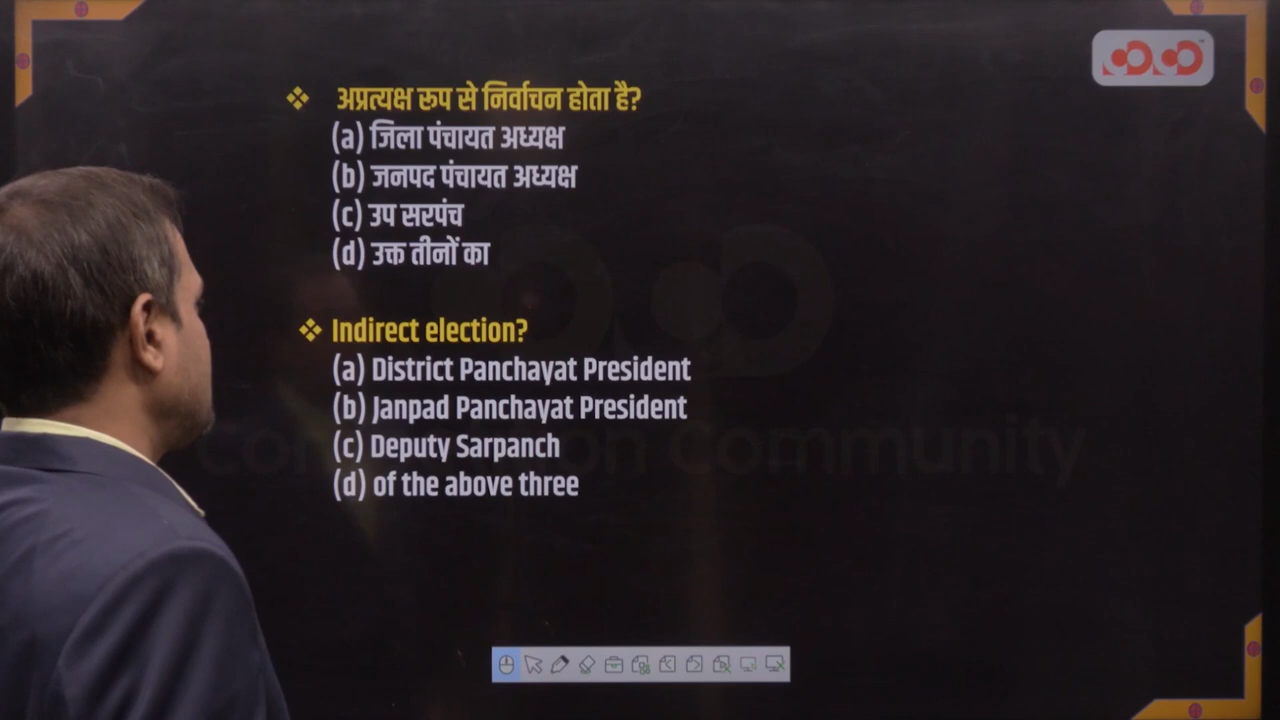 ❖ अप्रत्यक्ष रूप से निर्वाचन होता है?
(a) जिला पंचायत अध्यक्ष
(b) जनपद पंचायत अध्यक्ष
(c) उप सरपंच
(d) उक्त तीनों का
❖ Indirect election?
(a) District Panchayat President
(b) Janpad Panchayat President
(c) Deputy Sarpanch
(d) of the above three
Community